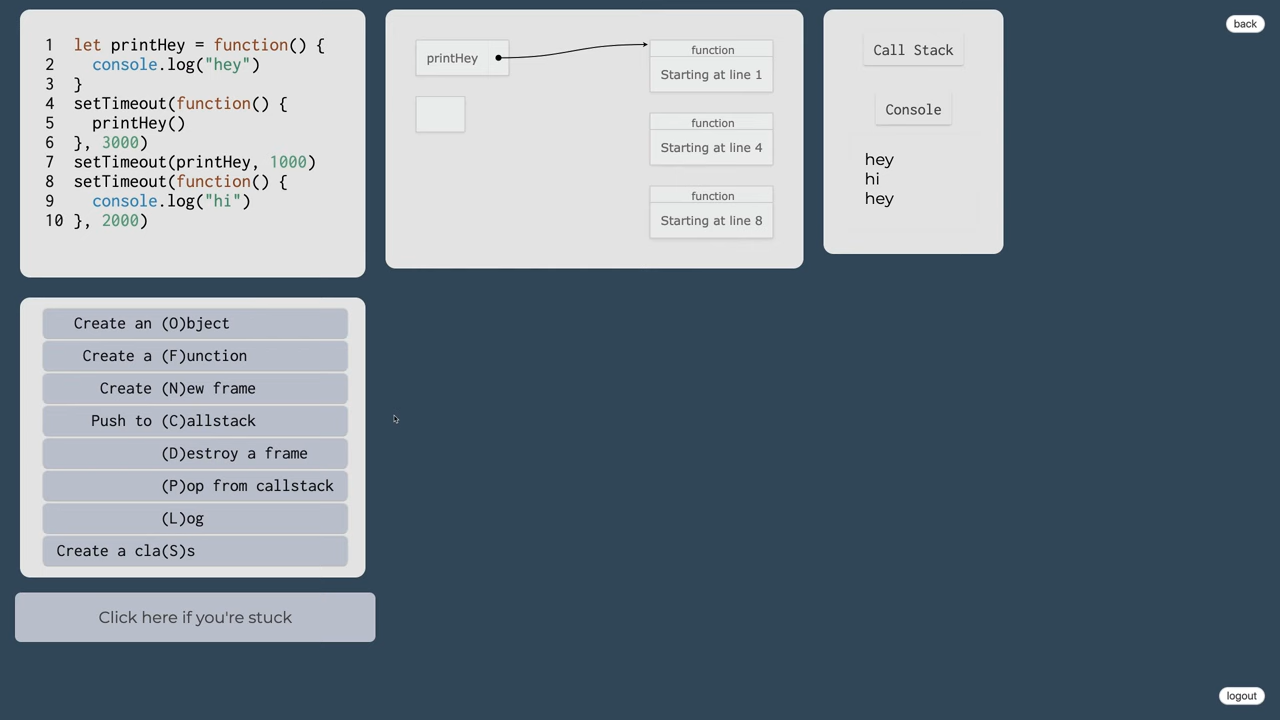 back
1 let printHey = function() {
2 console.log("hey")
3 }
4 setTimeout(function() {
5 printHey()
6 }, 3000)
7 setTimeout(printHey, 1000)
8 setTimeout(function() {
9 console.log("hi")
10 }, 2000)
printHey
function
Starting at line 1
function
Starting at line 4
function
Starting at line 8
Call Stack
Console
hey
hi
hey
Create an (O)bject
Create a (F)unction
Create (N)ew frame
Push to (C)allstack
(D)estroy a frame
(P)op from callstack
(L)og
Create a cla(S)s
Click here if you're stuck
logout